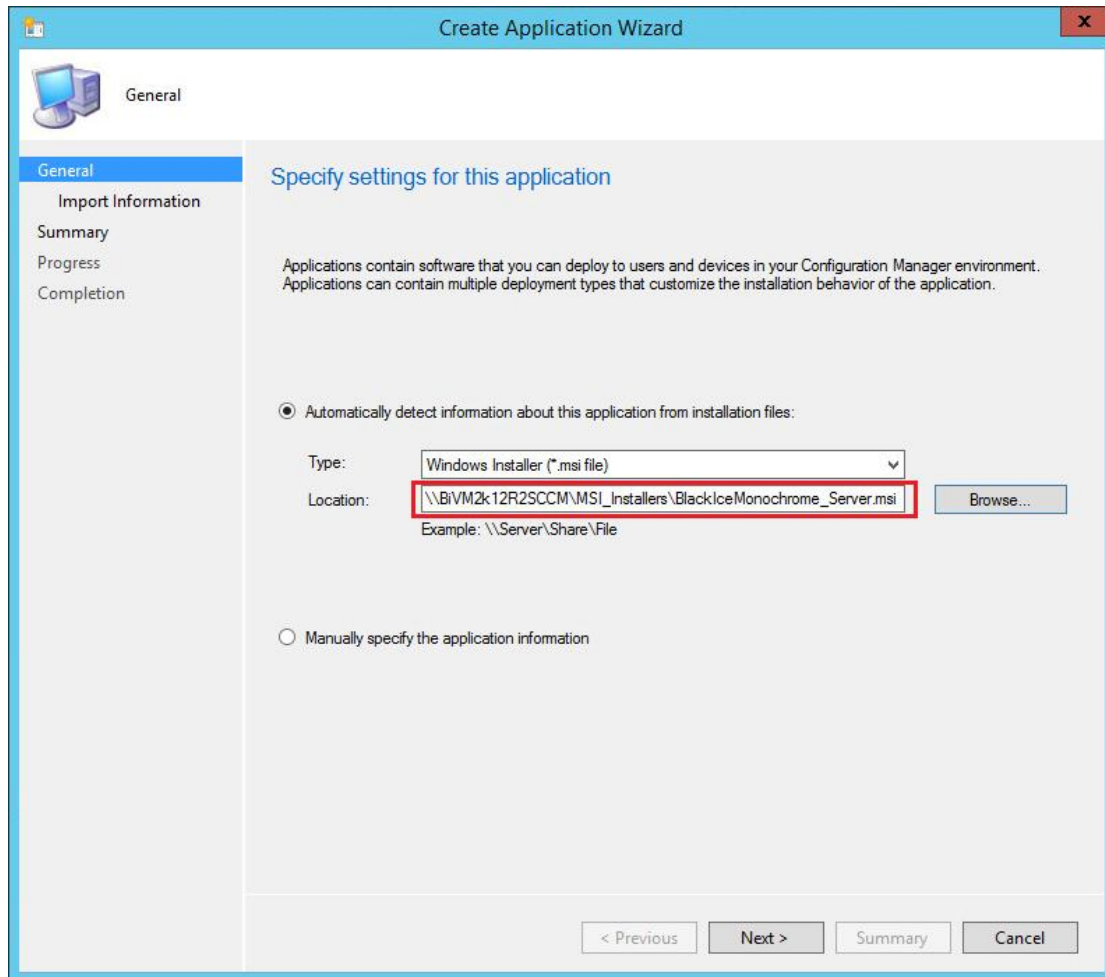 Create Application Wizard
x
General
General
Import Information
Summary
Progress
Completion
Specify settings for this application
Applications contain software that you can deploy to users and devices in your Configuration Manager environment.
Applications can contain multiple deployment types that customize the installation behavior of the application.
Automatically detect information about this application from installation files:
Type: Windows Installer (*.msi file)
Location: \\BiVM2k12R2SCCM\MSI_Installers\BlackIceMonochrome_Server.msi Browse...
Example: \\Server\Share\File
Manually specify the application information
< Previous Next > Summary Cancel